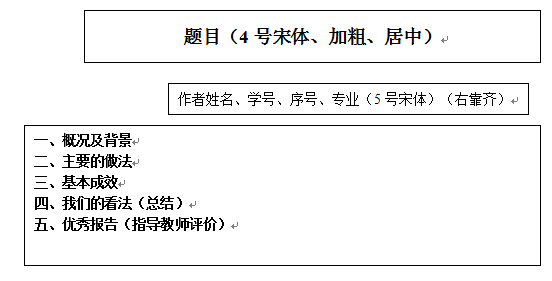 题目（4 号宋体、加粗、居中）
作者姓名、学号、序号、专业（5 号宋体）（右靠齐）
一、概况及背景
二、主要的做法
三、基本成效
四、我们的看法（总结）
五、优秀报告（指导教师评价）